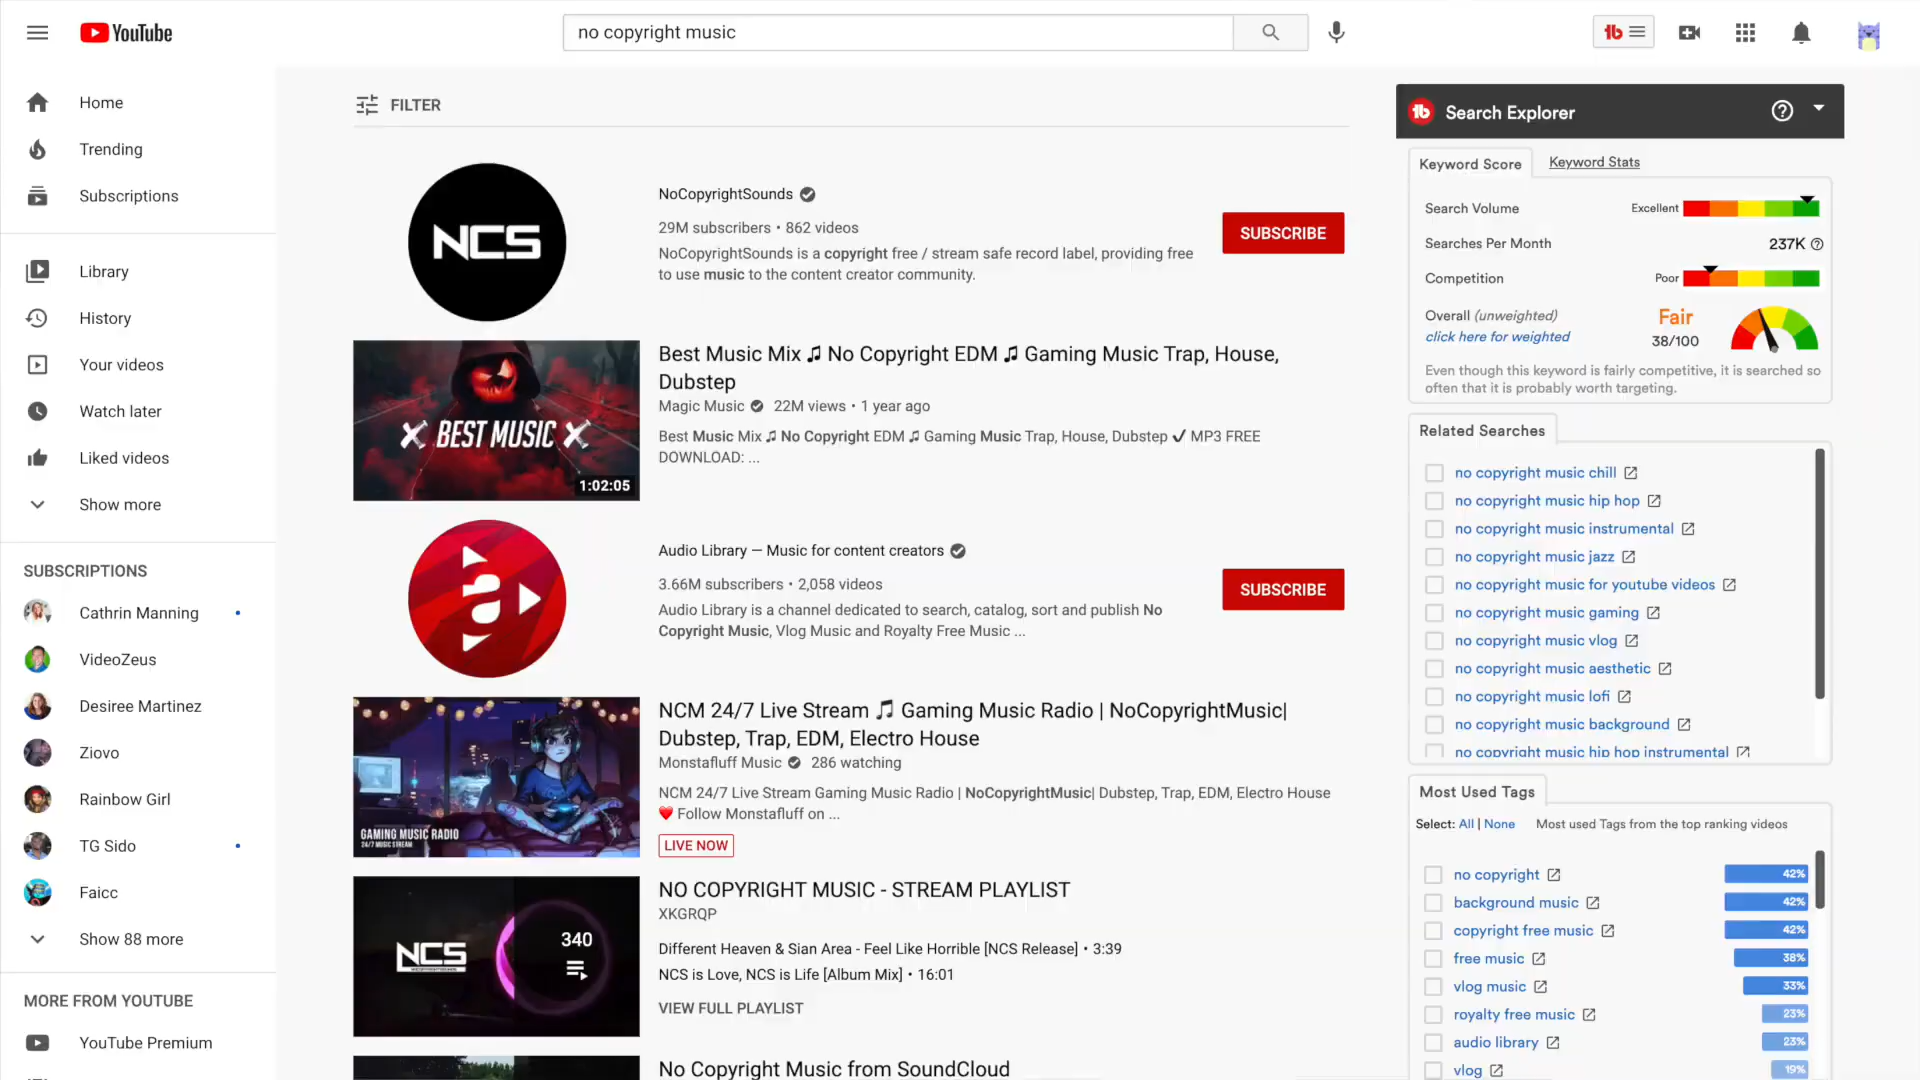 YouTube
no copyright music
Home
Trending
Subscriptions
Library
History
Your videos
Watch later
Liked videos
Show more
SUBSCRIPTIONS
Cathrin Manning
VideoZeus
Desiree Martinez
Ziovo
Rainbow Girl
TG Sido
Faicc
Show 88 more
MORE FROM YOUTUBE
YouTube Premium
FILTER
NCS
NoCopyrightSounds
29M subscribers • 862 videos
NoCopyrightSounds is a copyright free / stream safe record label, providing free
to use music to the content creator community.
SUBSCRIBE
BEST MUSIC
1:02:05
Best Music Mix ♫ No Copyright EDM ♫ Gaming Music Trap, House,
Dubstep
Magic Music 22M views • 1 year ago
Best Music Mix ♫ No Copyright EDM ♫ Gaming Music Trap, House, Dubstep ✔ MP3 FREE
DOWNLOAD: ...
Audio Library — Music for content creators
3.66M subscribers • 2,058 videos
Audio Library is a channel dedicated to search, catalog, sort and publish No
Copyright Music, Vlog Music and Royalty Free Music ...
SUBSCRIBE
GAMING MUSIC RADIO
24/7 MUSIC STREAM
NCM 24/7 Live Stream 🎵 Gaming Music Radio | NoCopyrightMusic|
Dubstep, Trap, EDM, Electro House
Monstafluff Music 286 watching
NCM 24/7 Live Stream Gaming Music Radio | NoCopyrightMusic| Dubstep, Trap, EDM, Electro House
❤️ Follow Monstafluff on ...
LIVE NOW
NCS
NOCOPYRIGHTSOUNDS
340
NO COPYRIGHT MUSIC - STREAM PLAYLIST
XKGRQP
Different Heaven & Sian Area - Feel Like Horrible [NCS Release] • 3:39
NCS is Love, NCS is Life [Album Mix] • 16:01
VIEW FULL PLAYLIST
No Copyright Music from SoundCloud
Search Explorer
Keyword Score
Keyword Stats
Search Volume Excellent
Searches Per Month 237K
Competition Poor
Overall (unweighted) Fair
click here for weighted 38/100
Even though this keyword is fairly competitive, it is searched so
often that it is probably worth targeting.
Related Searches
no copyright music chill
no copyright music hip hop
no copyright music instrumental
no copyright music jazz
no copyright music for youtube videos
no copyright music gaming
no copyright music vlog
no copyright music aesthetic
no copyright music lofi
no copyright music background
no copyright music hip hop instrumental
Most Used Tags
Select: All | None Most used Tags from the top ranking videos
no copyright 42%
background music 42%
copyright free music 42%
free music 38%
vlog music 33%
royalty free music 23%
audio library 23%
vlog 19%